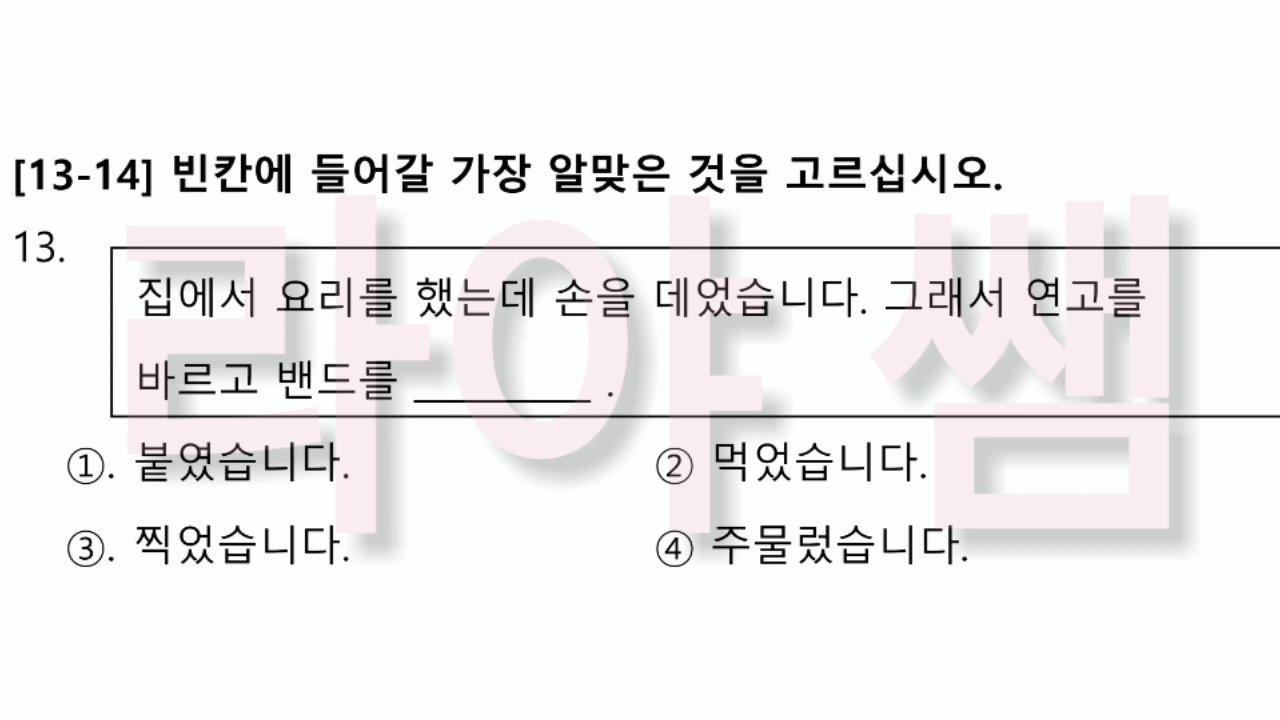 [13-14] 빈칸에 들어갈 가장 알맞은 것을 고르십시오.
13.
집에서 요리를 했는데 손을 데었습니다. 그래서 연고를
바르고 밴드를 __________ .
①. 붙였습니다. ② 먹었습니다.
③. 찍었습니다. ④ 주물렀습니다.
라야 쌤